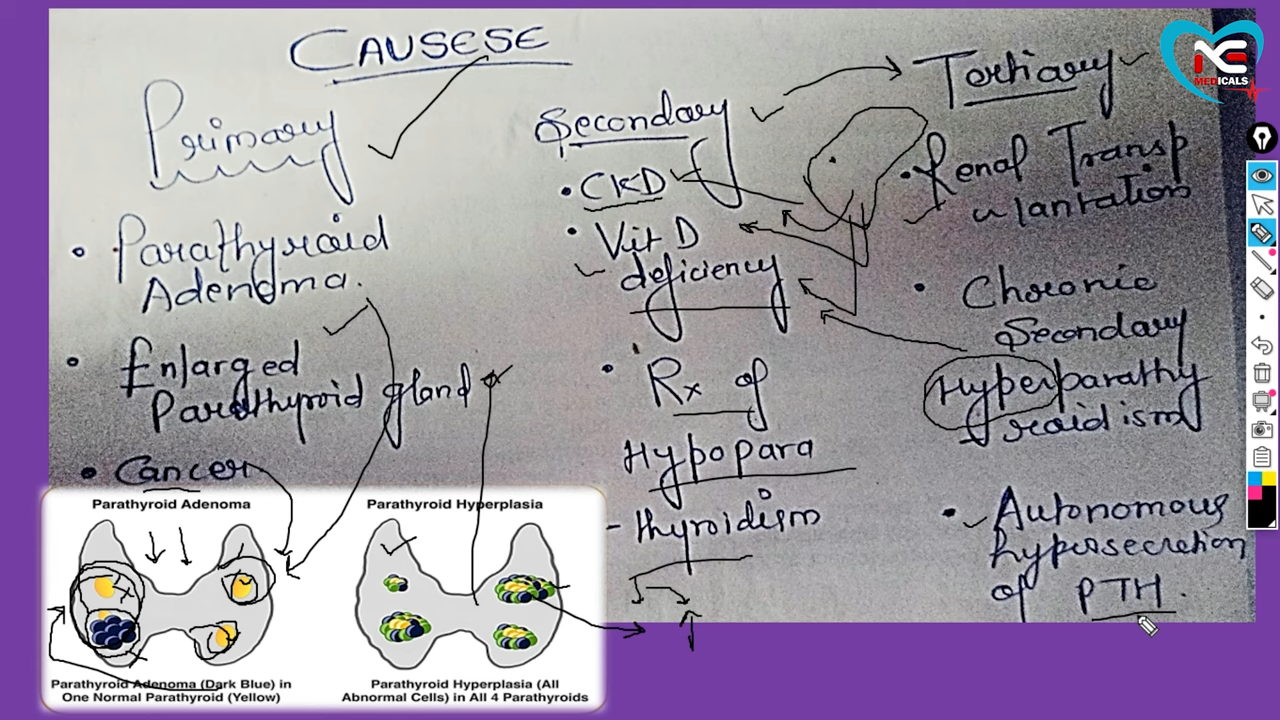 CAUSESE
Primary
• Parathyroid
Adenoma.
• Enlarged
Parathyroid gland
• Cancer
Secondary
• CKD
• Vit D
deficiency
• Rx of
Hypopara
- thyroidism
Tertiary
• Renal Transp
lantation
• Chronic
Secondary
Hyperparathy
roidism
• Autonomous
hypersecretion
of PTH.
Parathyroid Adenoma
Parathyroid Adenoma (Dark Blue) in
One Normal Parathyroid (Yellow)
Parathyroid Hyperplasia
Parathyroid Hyperplasia (All
Abnormal Cells) in All 4 Parathyroids
MEDICALS